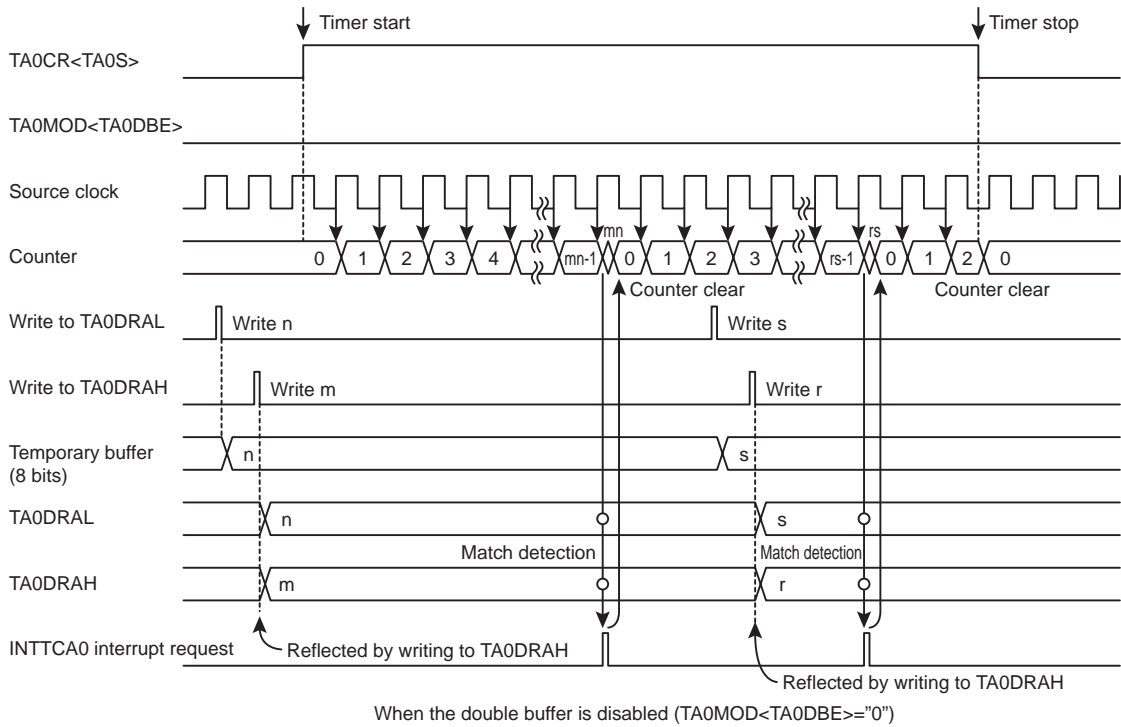 Timer start
Timer stop
TA0CR<TA0S>
TA0MOD<TA0DBE>
Source clock
mn
rs
Counter
0 1 2 3 4 mn-1 0 1 2 3 rs-1 0 1 2 0
Counter clear
Counter clear
Write to TA0DRAL
Write n
Write s
Write to TA0DRAH
Write m
Write r
Temporary buffer
(8 bits)
n
s
TA0DRAL
n
s
Match detection
Match detection
TA0DRAH
m
r
INTTCA0 interrupt request
Reflected by writing to TA0DRAH
Reflected by writing to TA0DRAH
When the double buffer is disabled (TA0MOD<TA0DBE>=”0”)